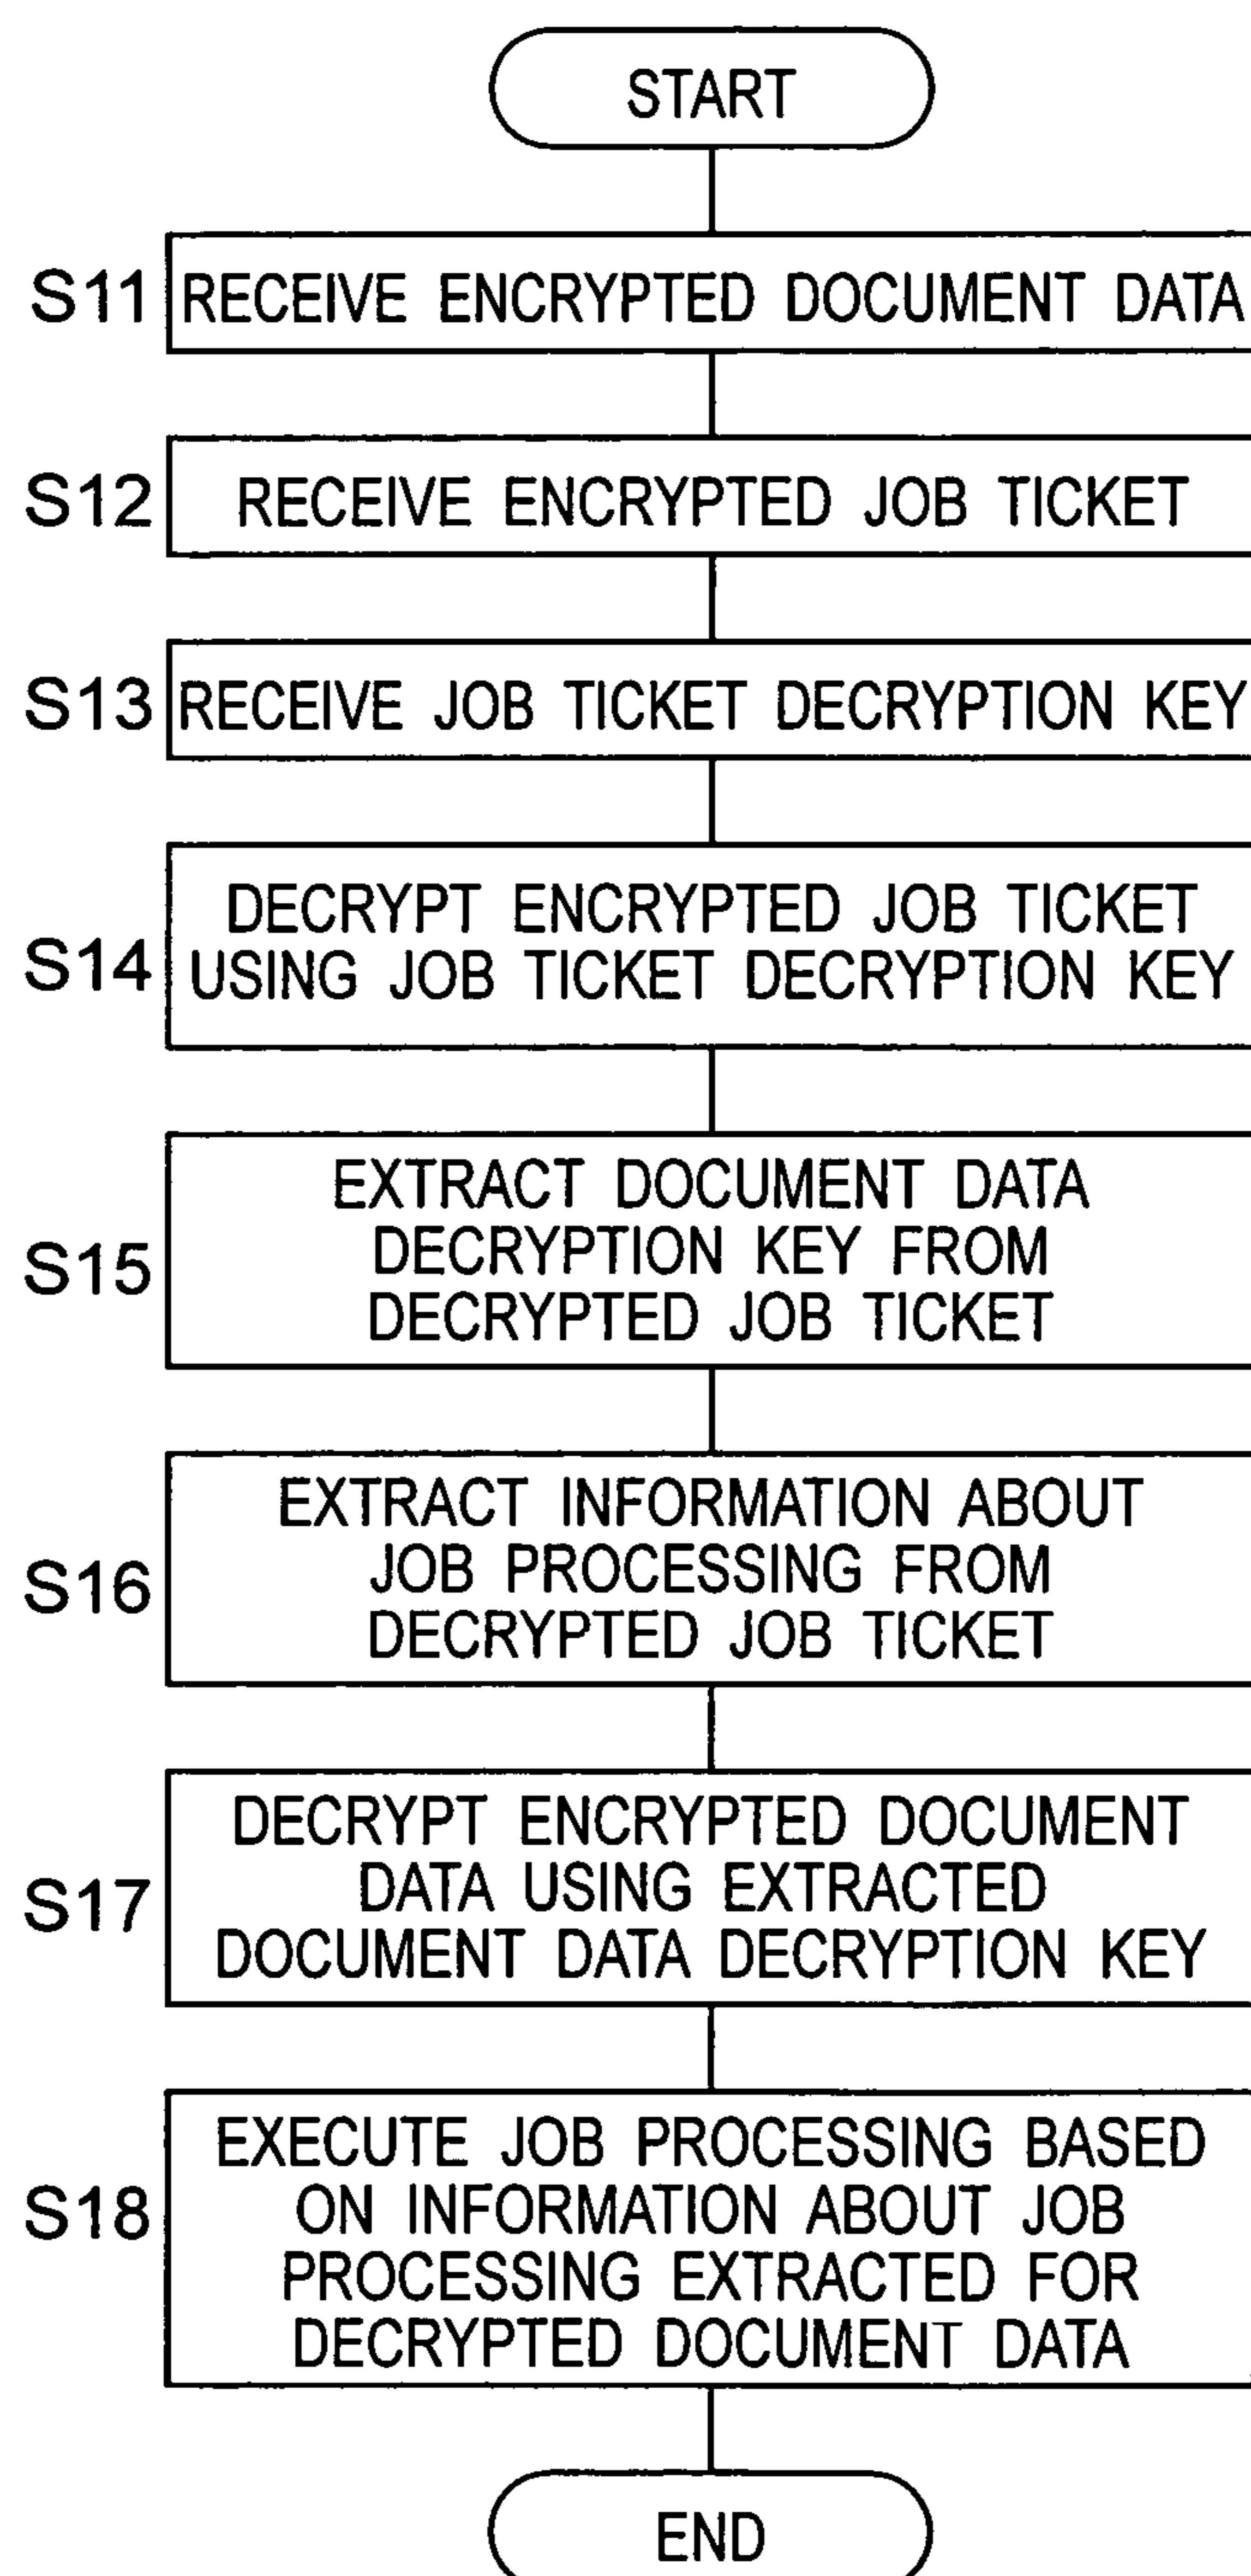 START
S11 RECEIVE ENCRYPTED DOCUMENT DATA
S12 RECEIVE ENCRYPTED JOB TICKET
S13 RECEIVE JOB TICKET DECRYPTION KEY
DECRYPT ENCRYPTED JOB TICKET
S14 USING JOB TICKET DECRYPTION KEY
EXTRACT DOCUMENT DATA
S15 DECRYPTION KEY FROM
DECRYPTED JOB TICKET
EXTRACT INFORMATION ABOUT
S16 JOB PROCESSING FROM
DECRYPTED JOB TICKET
DECRYPT ENCRYPTED DOCUMENT
S17 DATA USING EXTRACTED
DOCUMENT DATA DECRYPTION KEY
EXECUTE JOB PROCESSING BASED
S18 ON INFORMATION ABOUT JOB
PROCESSING EXTRACTED FOR
DECRYPTED DOCUMENT DATA
END